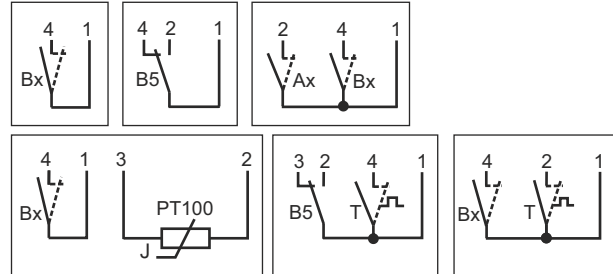 4 1
Bx
4 2 1
B5
2 4 1
Ax Bx
4 1 3 2
Bx PT100
J
3 2 4 1
B5 T
4 2 1
Bx T